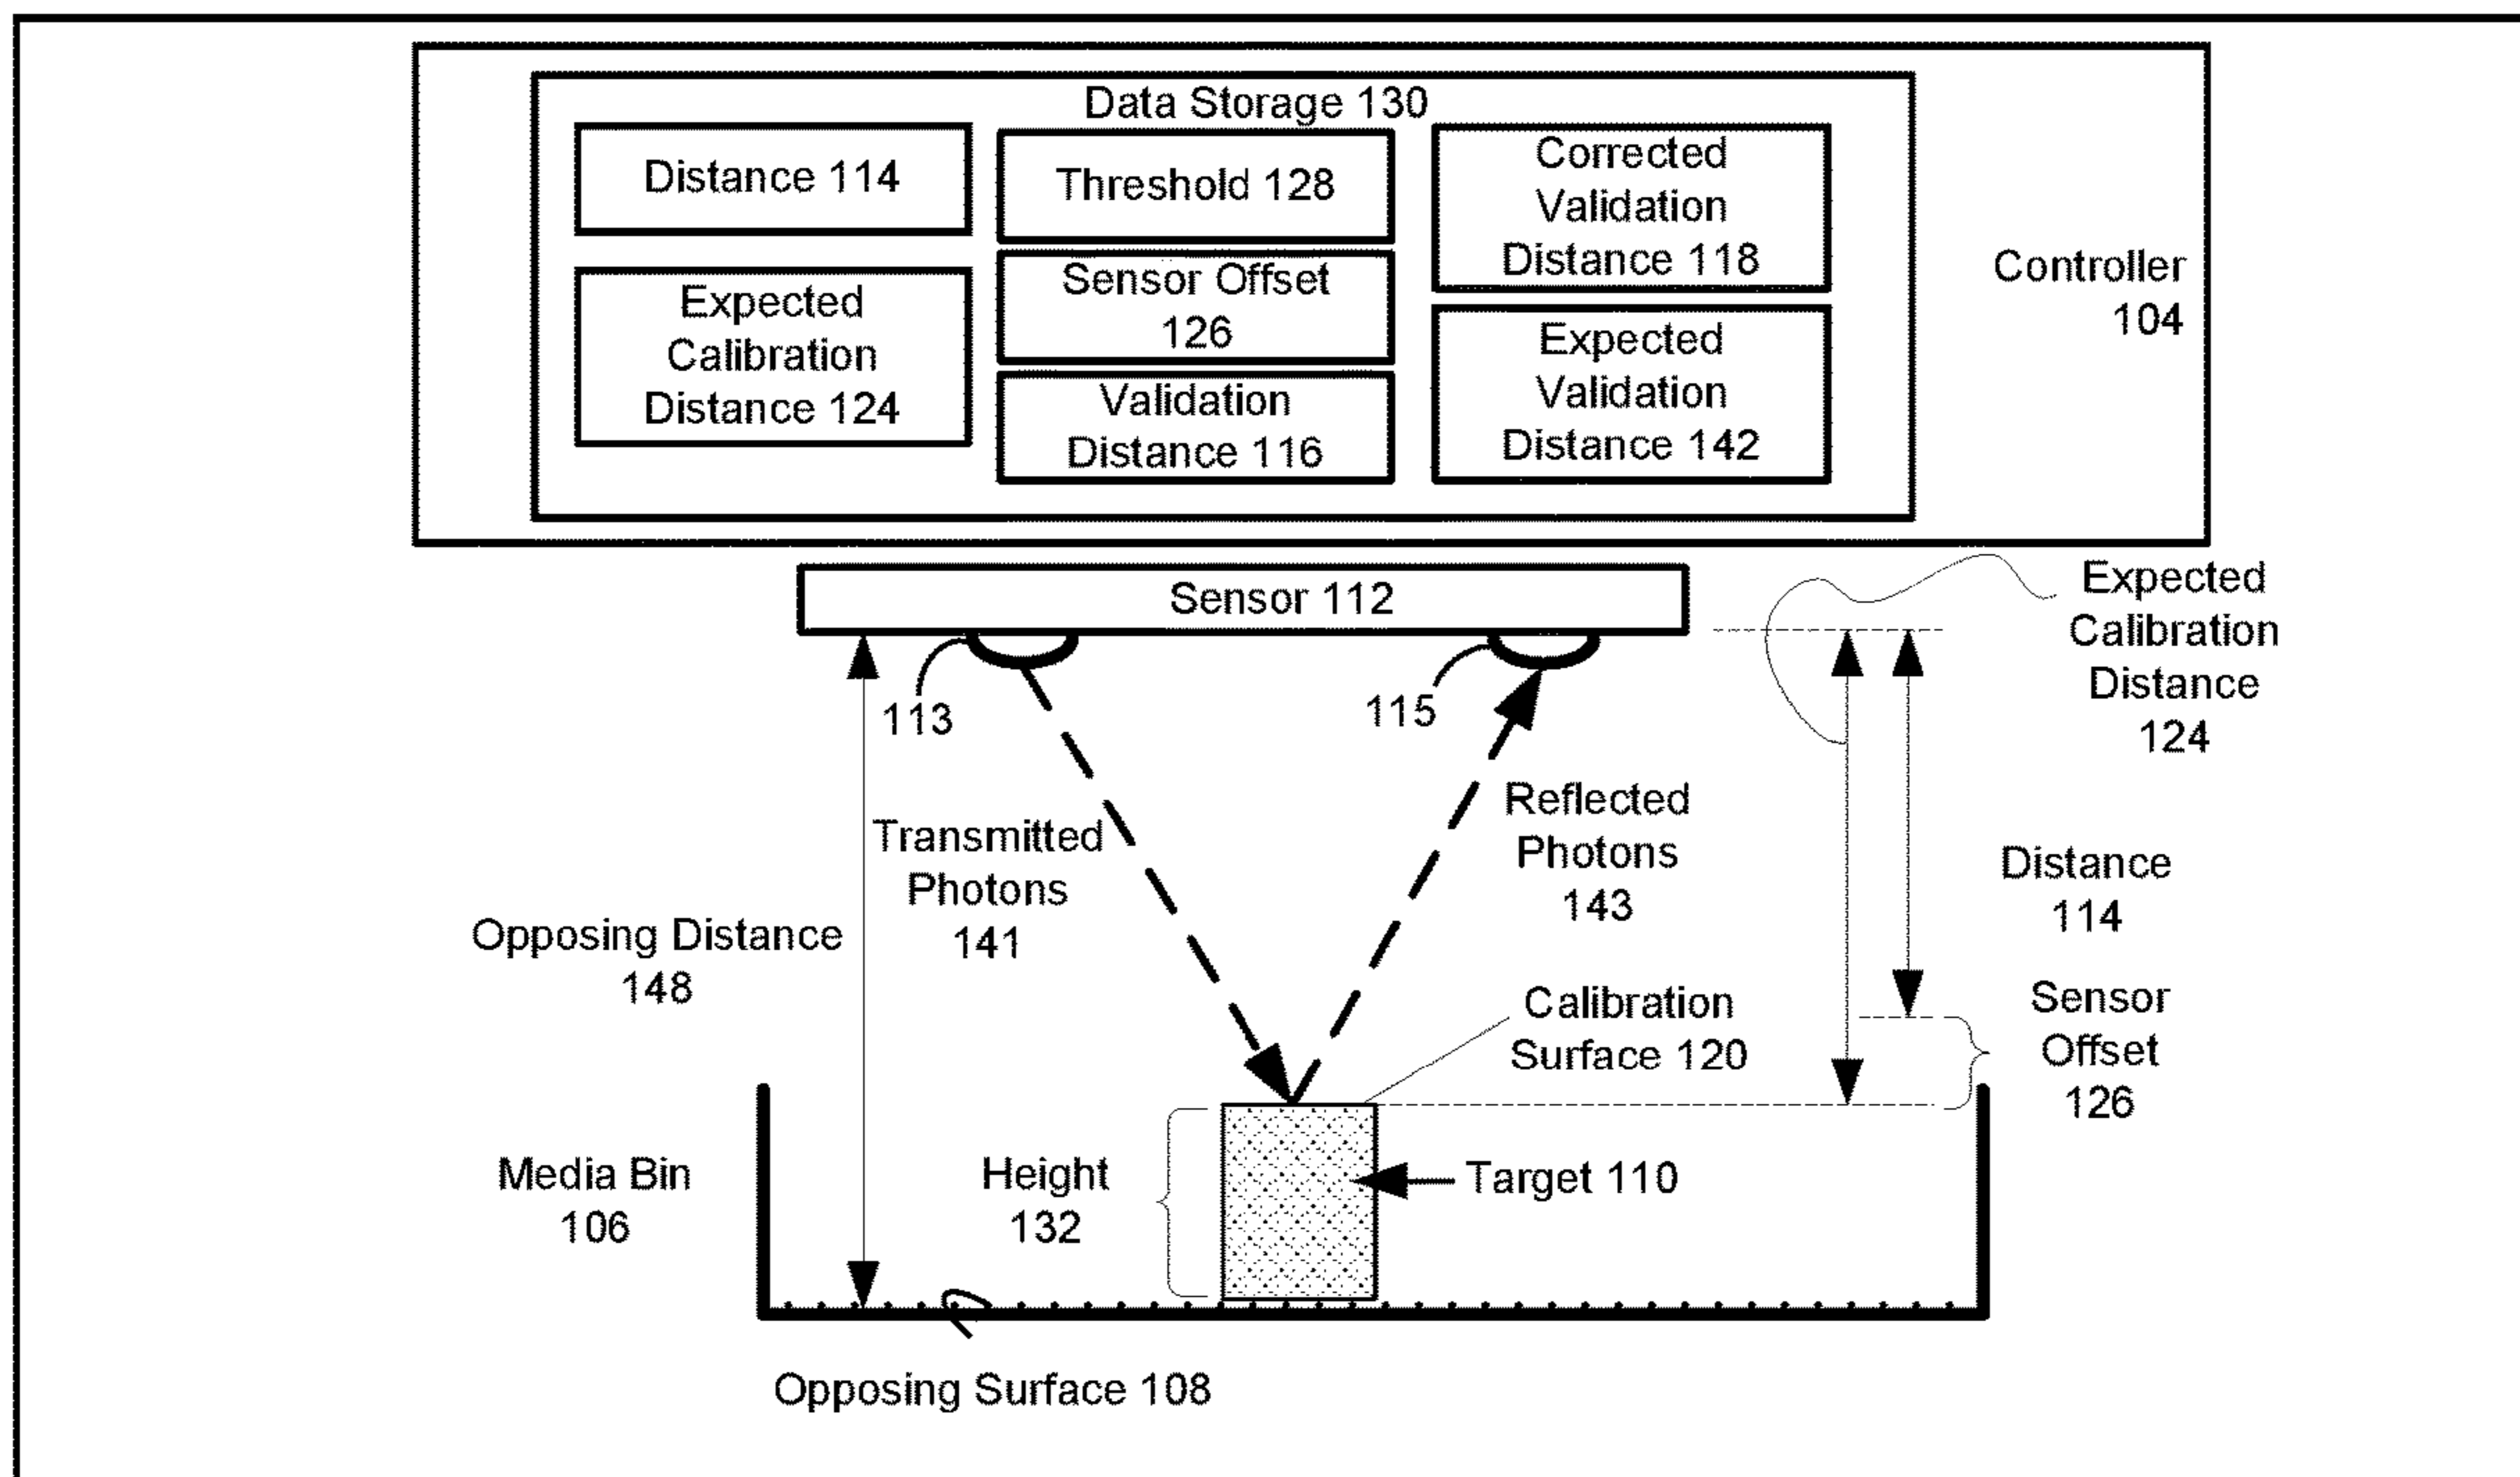 Data Storage 130
Distance 114
Expected
Calibration
Distance 124
Threshold 128
Sensor Offset
126
Validation
Distance 116
Corrected
Validation
Distance 118
Expected
Validation
Distance 142
Controller
104
Sensor 112
Expected
Calibration
Distance
124
113
115
Transmitted
Photons
141
Reflected
Photons
143
Opposing Distance
148
Distance
114
Calibration
Surface 120
Sensor
Offset
126
Media Bin
106
Height
132
Target 110
Opposing Surface 108